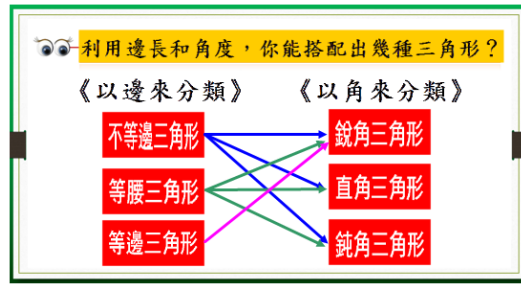 利用邊長和角度，你能搭配出幾種三角形？
《以邊來分類》 《以角來分類》
不等邊三角形 銳角三角形
等腰三角形 直角三角形
等邊三角形 鈍角三角形